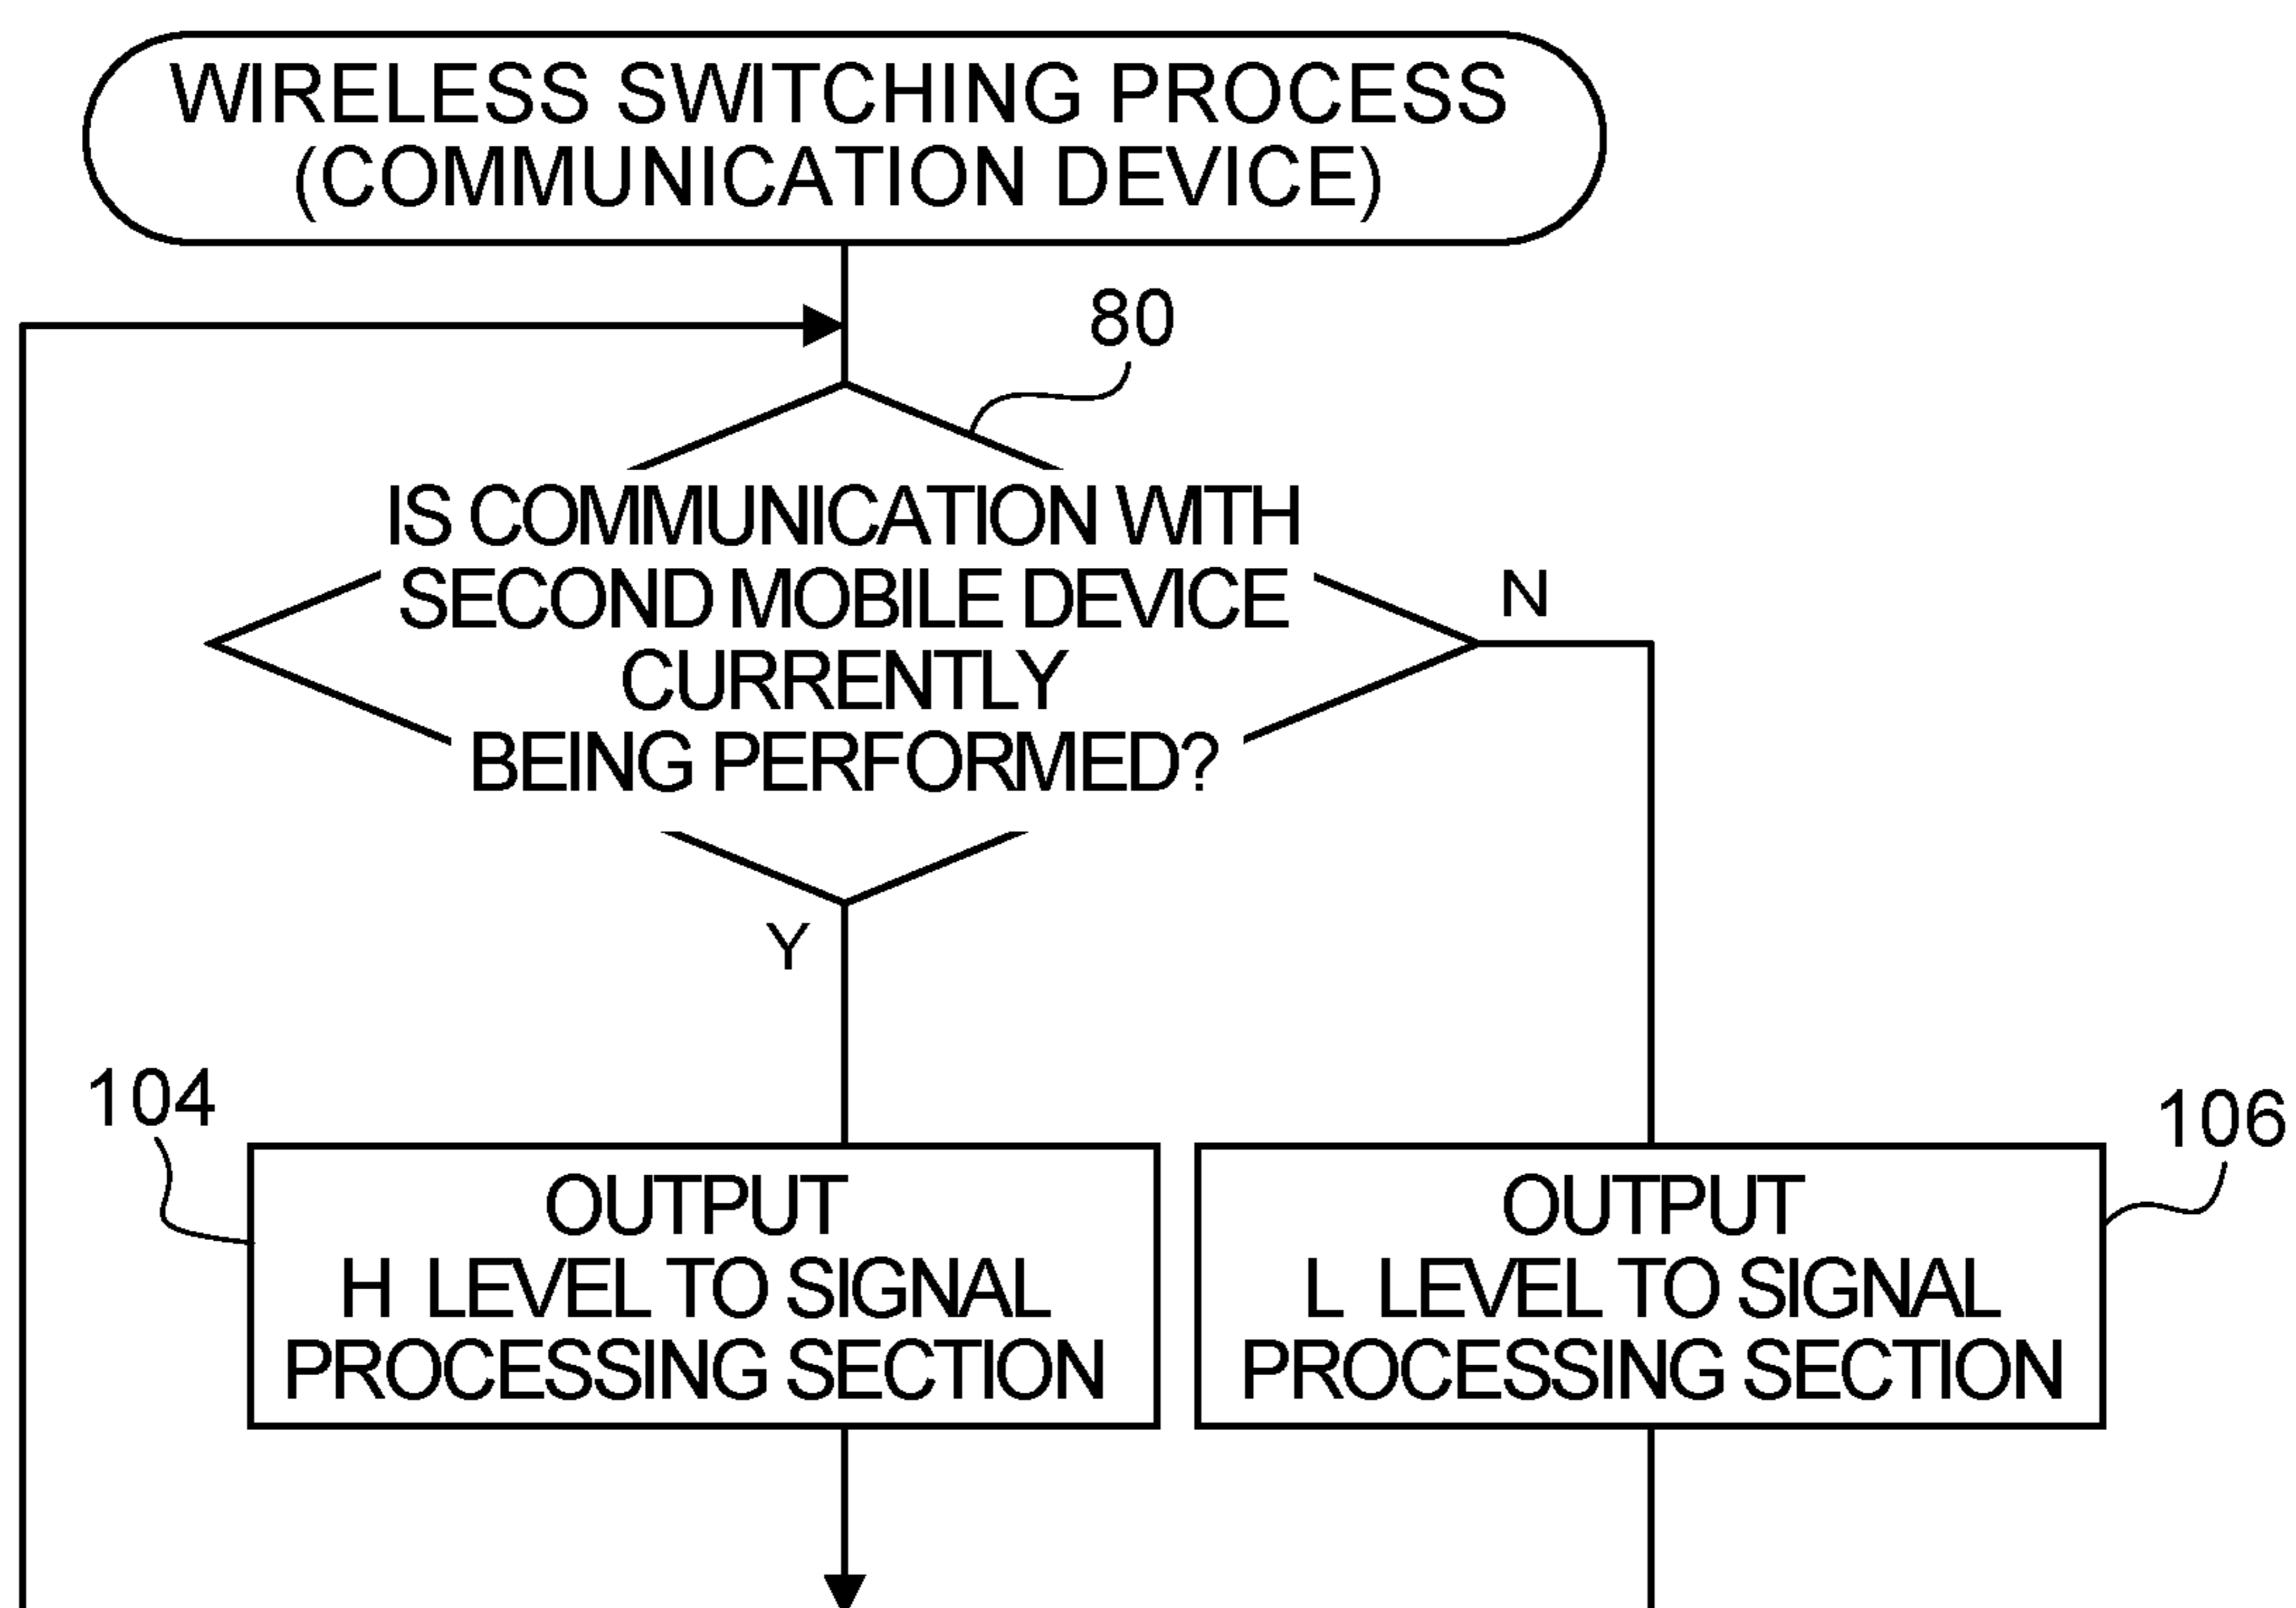 WIRELESS SWITCHING PROCESS
(COMMUNICATION DEVICE)
80
IS COMMUNICATION WITH
SECOND MOBILE DEVICE
CURRENTLY
BEING PERFORMED?
N
Y
104
OUTPUT
H LEVEL TO SIGNAL
PROCESSING SECTION
106
OUTPUT
L LEVEL TO SIGNAL
PROCESSING SECTION